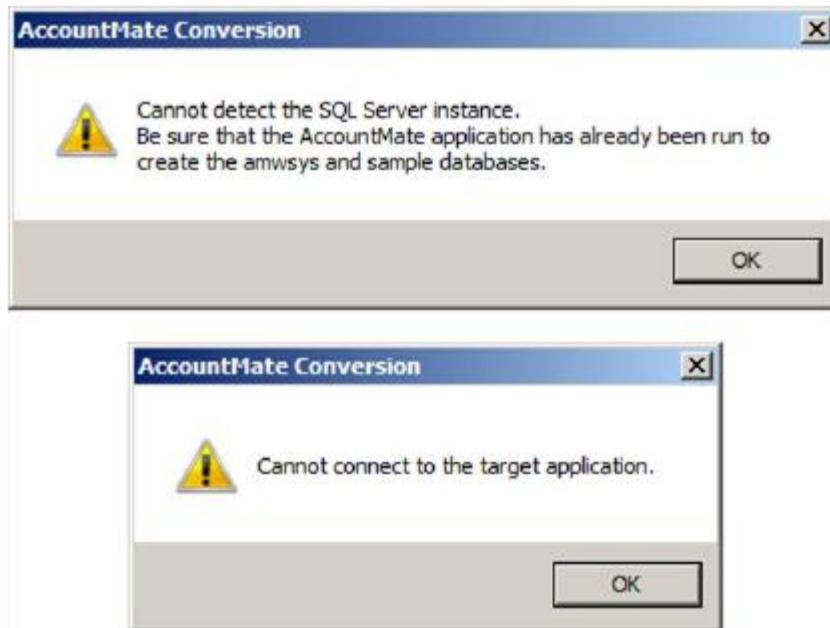 AccountMate Conversion
Cannot detect the SQL Server instance.
Be sure that the AccountMate application has already been run to
create the amwsys and sample databases.
OK
AccountMate Conversion
Cannot connect to the target application.
OK